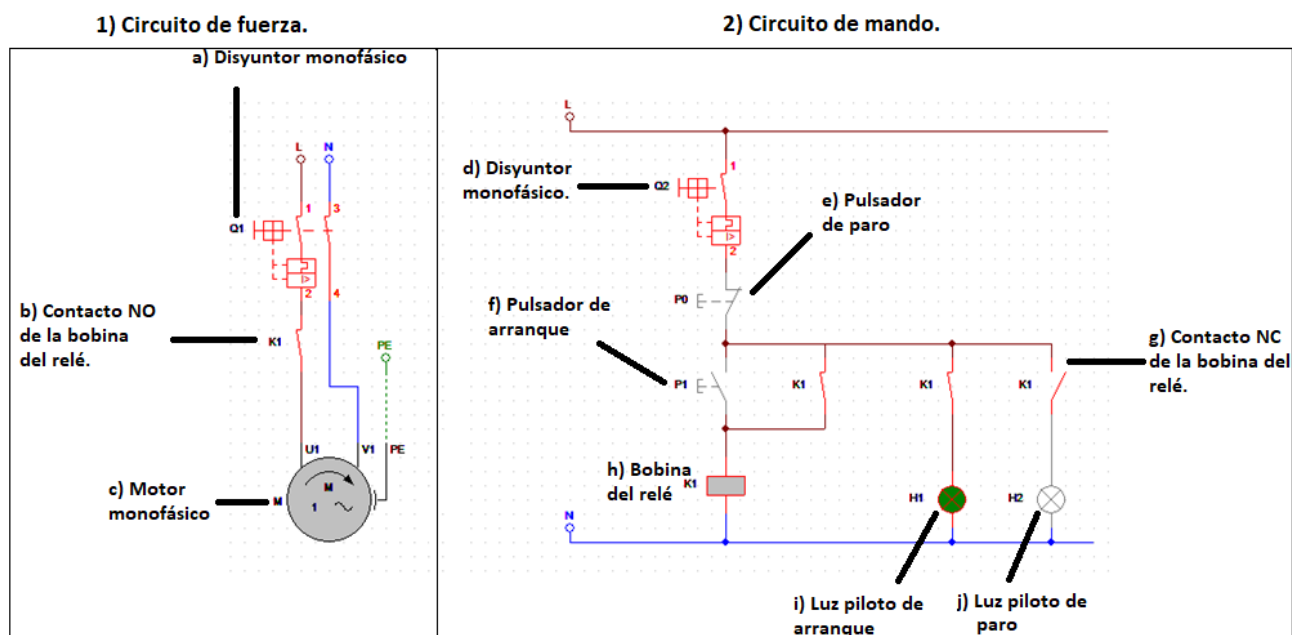 1) Circuito de fuerza.
2) Circuito de mando.
a) Disyuntor monofásico
L
N
1
3
Q1
2
4
b) Contacto NO
de la bobina
del relé.
K1
PE
U1
V1
PE
c) Motor
monofásico
M
M
1
L
d) Disyuntor
monofásico.
Q2
1
2
e) Pulsador
de paro
P0
f) Pulsador de
arranque
P1
K1
K1
K1
g) Contacto NC
de la bobina del
relé.
h) Bobina
del relé
K1
H1
H2
N
i) Luz piloto de
arranque
j) Luz piloto de
paro